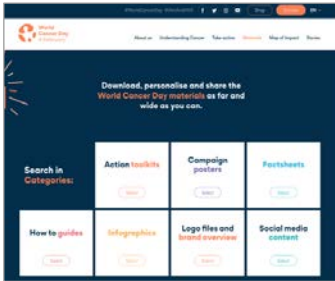 Shop
EN
World
Cancer Day
About us Understanding Cancer Take action Materials Map of Impact Stories
Download, personalise and share the
World Cancer Day materials as far and
wide as you can.
Search in
Categories:
Action toolkits
Select
Campaign
posters
Select
Factsheets
Select
How to guides
Select
Infographics
Select
Logo files and
brand overview
Select
Social media
content
Select